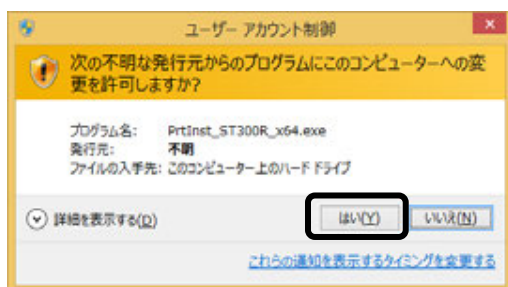 ユーザー アカウント制御
次の不明な発行元からのプログラムにこのコンピューターへの変
更を許可しますか?
プログラム名: PrtInst_ST300R_x64.exe
発行元: 不明
ファイルの入手先: このコンピューター上のハード ドライブ
詳細を表示する(D) はい(Y) いいえ(N)
これらの通知を表示するタイミングを変更する